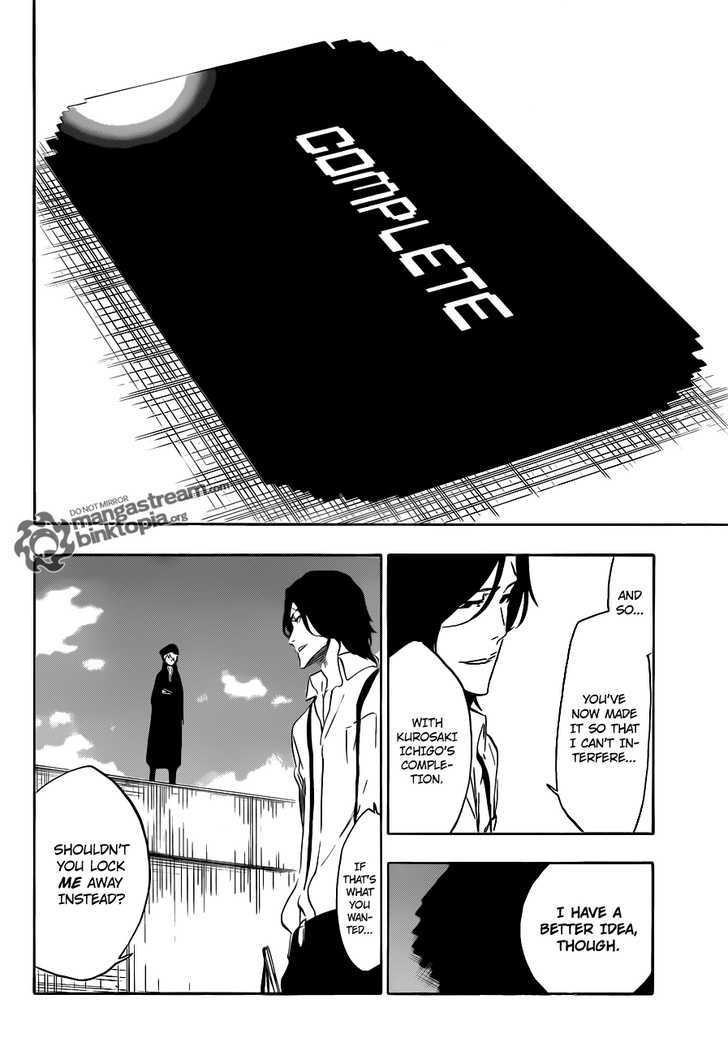 COMPLETE
DO NOT MIRROR
mangastream.com
binktopia.org
AND
SO...
YOU'VE
NOW MADE
IT SO THAT
I CAN'T IN-
TERFERE...
WITH
KUROSAKI
ICHIGO'S
COMPLE-
TION.
I HAVE A
BETTER IDEA,
THOUGH.
IF
THAT'S
WHAT
YOU
WAN-
TED...
SHOULDN'T
YOU LOCK
ME AWAY
INSTEAD?